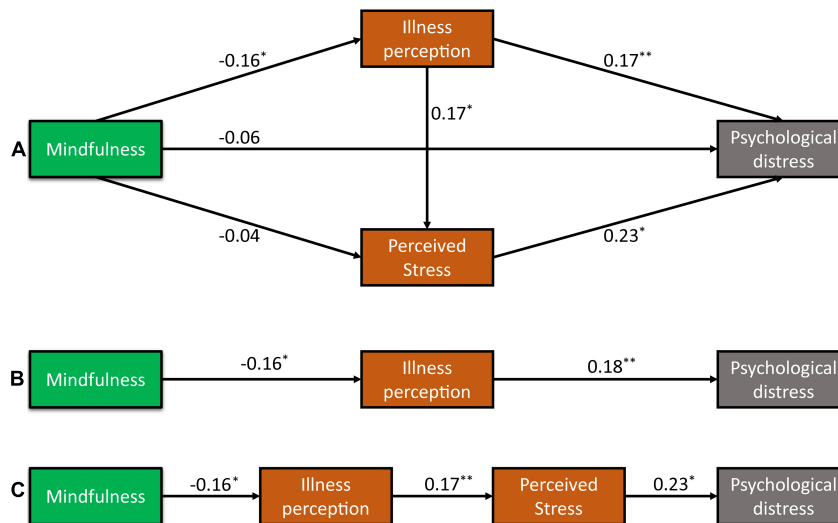 Illness
perception
-0.16*
0.17**
0.17*
A
Mindfulness
-0.06
Psychological
distress
-0.04
Perceived
Stress
0.23*
B
Mindfulness
-0.16*
Illness
perception
0.18**
Psychological
distress
C
Mindfulness
-0.16*
Illness
perception
0.17**
Perceived
Stress
0.23*
Psychological
distress